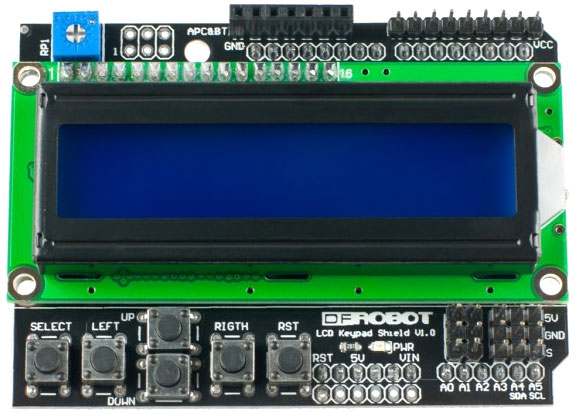 RP1
1
APC&BT
GND
VCC
1
16
UP
SELECT
LEFT
RIGTH
RST
DOWN
DFROBOT
LCD Keypad Shield V1.0
PWR
RST
5V
VIN
5V
GND
S
A0 A1 A2 A3 A4 A5
SDA SCL